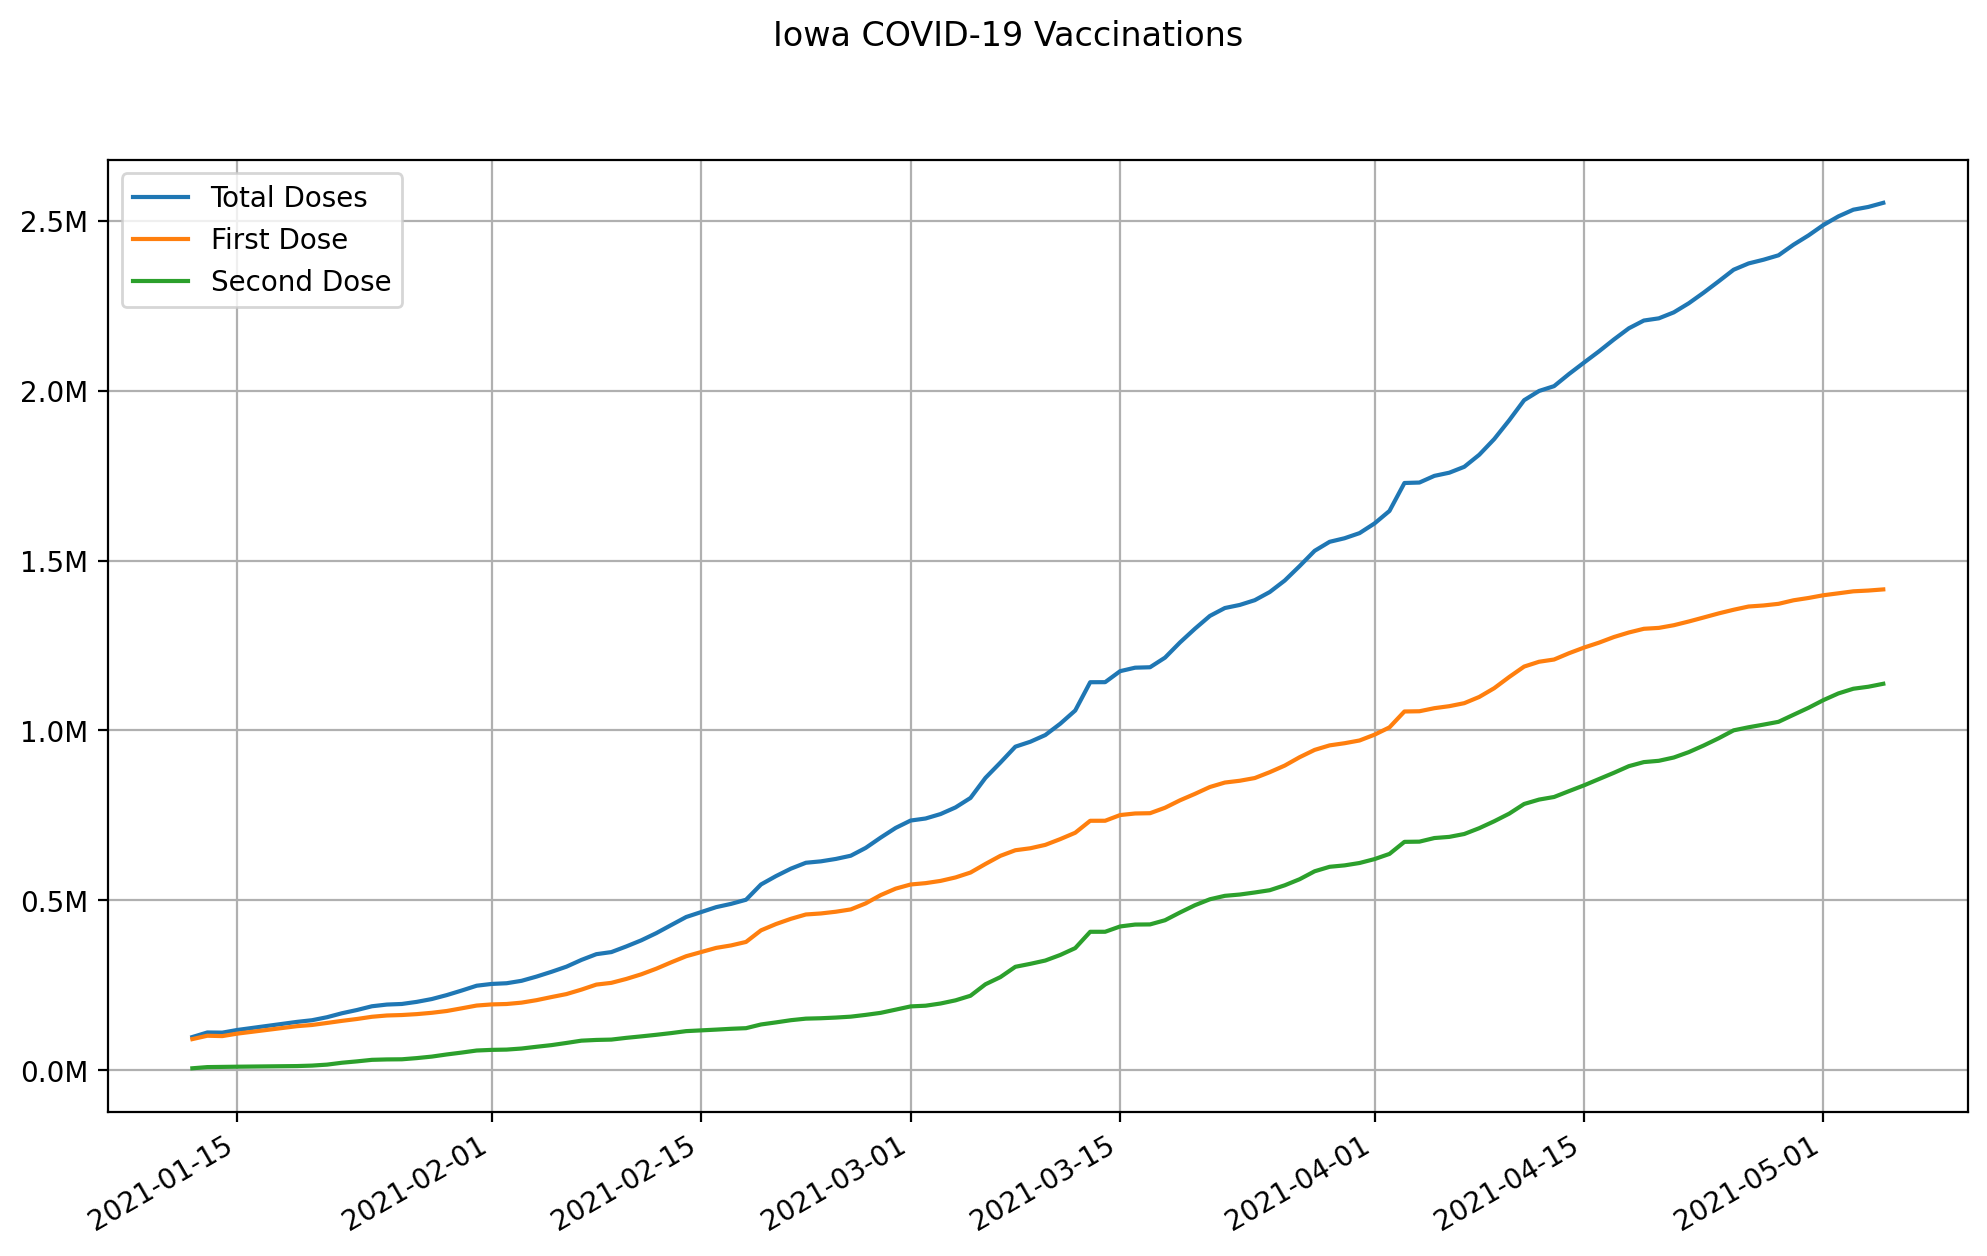 Iowa COVID-19 Vaccinations
Total Doses
First Dose
Second Dose
2.5M
2.0M
1.5M
1.0M
0.5M
0.0M
2021-01-15
2021-02-01
2021-02-15
2021-03-01
2021-03-15
2021-04-01
2021-04-15
2021-05-01